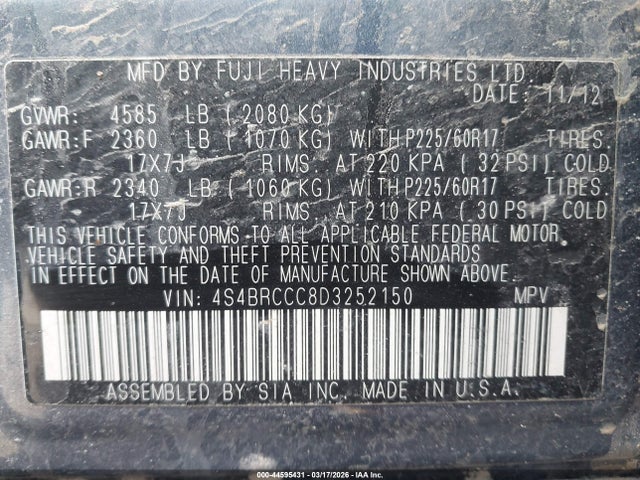 MFD BY FUJI HEAVY INDUSTRIES LTD.
DATE: 11/12
GVWR: 4585 LB ( 2080 KG)
GAWR:F 2360 LB ( 1070 KG) WITH P225/60R17 TIRES.
17X7J RIMS. AT 220 KPA ( 32 PSI) COLD
GAWR:R 2340 LB ( 1060 KG) WITH P225/60R17 TIRES.
17X7J RIMS. AT 210 KPA ( 30 PSI) COLD
THIS VEHICLE CONFORMS TO ALL APPLICABLE FEDERAL MOTOR
VEHICLE SAFETY AND THEFT PREVENTION STANDARDS
IN EFFECT ON THE DATE OF MANUFACTURE SHOWN ABOVE.
VIN: 4S4BRCCC8D3252150 MPV
ASSEMBLED BY SIA INC. MADE IN U.S.A.
000-44595431 - 03/17/2026 - IAA Inc.